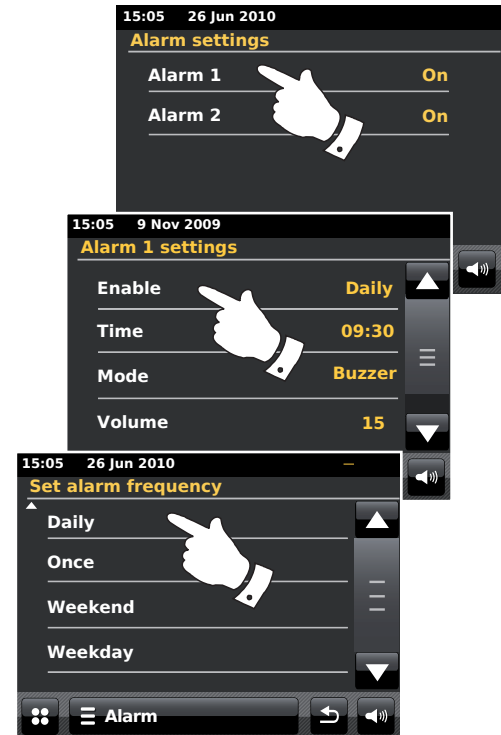 15:05 26 Jun 2010
Alarm settings
Alarm 1 On
Alarm 2 On
15:05 9 Nov 2009
Alarm 1 settings
Enable Daily
Time 09:30
Mode Buzzer
Volume 15
15:05 26 Jun 2010
Set alarm frequency
Daily
Once
Weekend
Weekday
Alarm